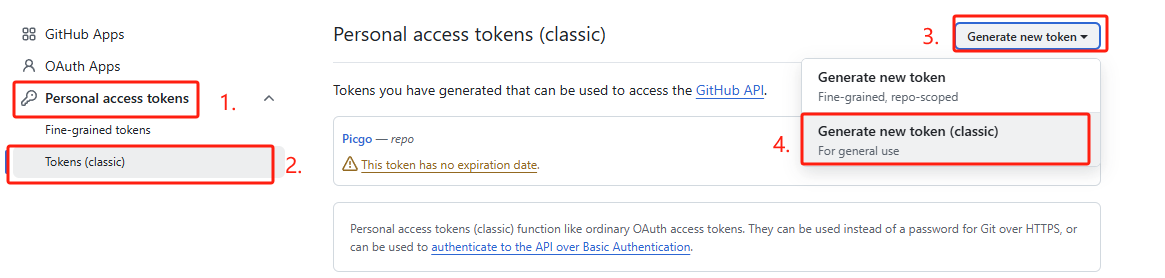 GitHub Apps
OAuth Apps
Personal access tokens 1.
Fine-grained tokens
Tokens (classic) 2.
Personal access tokens (classic)
3. Generate new token
Generate new token
Fine-grained, repo-scoped
4. Generate new token (classic)
For general use
Tokens you have generated that can be used to access the GitHub API.
Picgo — repo
This token has no expiration date.
Personal access tokens (classic) function like ordinary OAuth access tokens. They can be used instead of a password for Git over HTTPS, or
can be used to authenticate to the API over Basic Authentication.